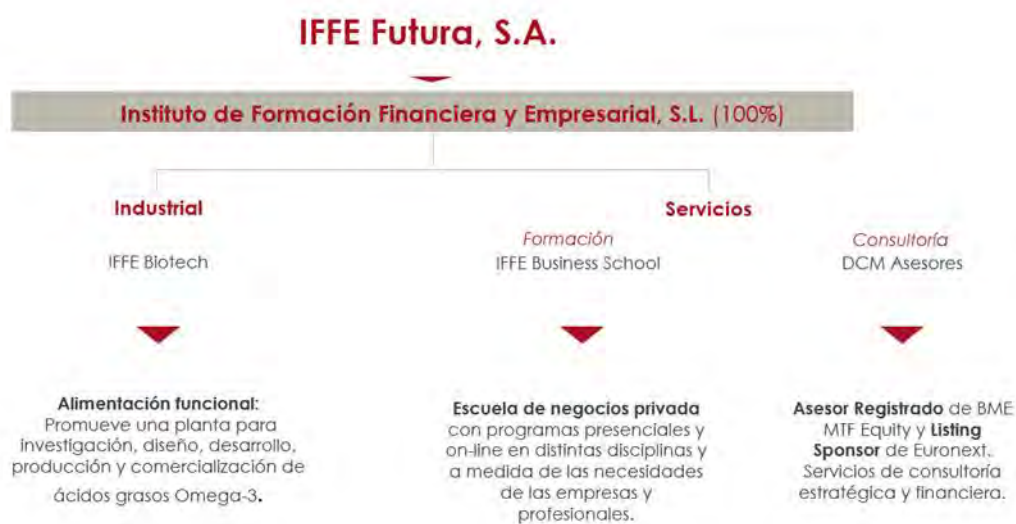 IFFE Futura, S.A.
Instituto de Formación Financiera y Empresarial, S.L. (100%)
Industrial
Servicios
IFFE Biotech
Formación
IFFE Business School
Consultoría
DCM Asesores
Alimentación funcional:
Promueve una planta para
investigación, diseño, desarrollo,
producción y comercialización de
ácidos grasos Omega-3.
Escuela de negocios privada
con programas presenciales y
on-line en distintas disciplinas y
a medida de las necesidades
de las empresas y
profesionales.
Asesor Registrado de BME
MTF Equity y Listing
Sponsor de Euronext.
Servicios de consultoría
estratégica y financiera.